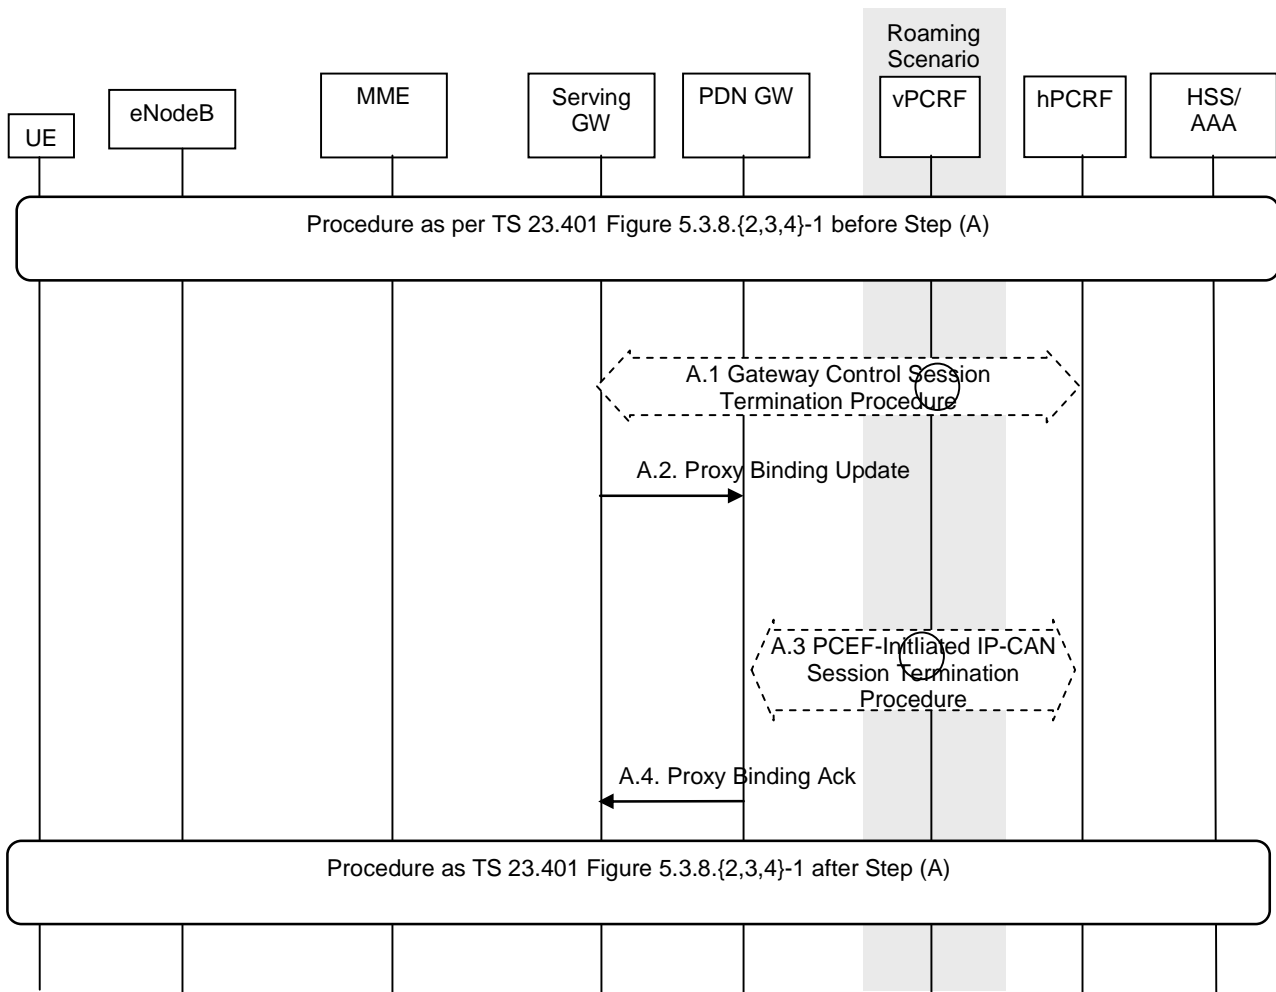 Roaming
Scenario
UE
eNodeB
MME
Serving
GW
PDN GW
vPCRF
hPCRF
HSS/
AAA
Procedure as per TS 23.401 Figure 5.3.8.{2,3,4}-1 before Step (A)
A.1 Gateway Control Session
Termination Procedure
A.2. Proxy Binding Update
A.3 PCEF-Initliated IP-CAN
Session Termination
Procedure
A.4. Proxy Binding Ack
Procedure as TS 23.401 Figure 5.3.8.{2,3,4}-1 after Step (A)